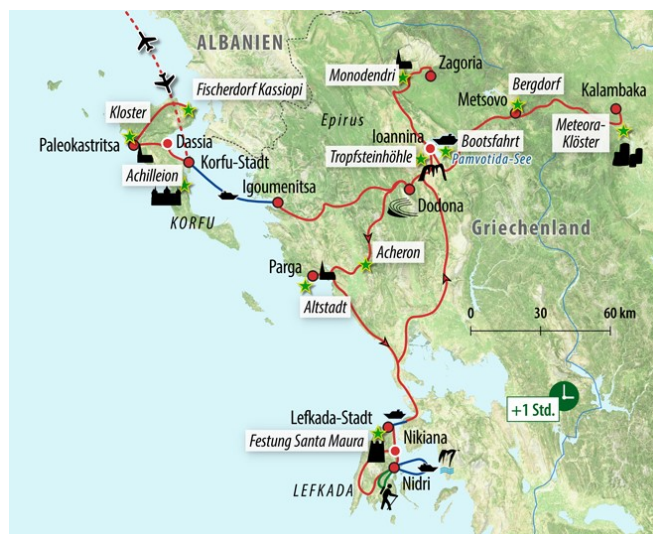 ALBANIEN
Zagoria
Monodendri
Fischerdorf Kassiopi
Bergdorf
Kalambaka
Kloster
Metsovo
Epirus
Paleokastritsa
Dassia
Ioannina
Bootsfahrt
Meteora-
Klöster
Korfu-Stadt
Tropfsteinhöhle
Pamvotida-See
Achilleion
Igoumenitsa
KORFU
Dodona
Griechenland
Acheron
Parga
Altstadt
0 30 60 km
+1 Std.
Lefkada-Stadt
Festung Santa Maura
Nikiana
LEFKADA
Nidri